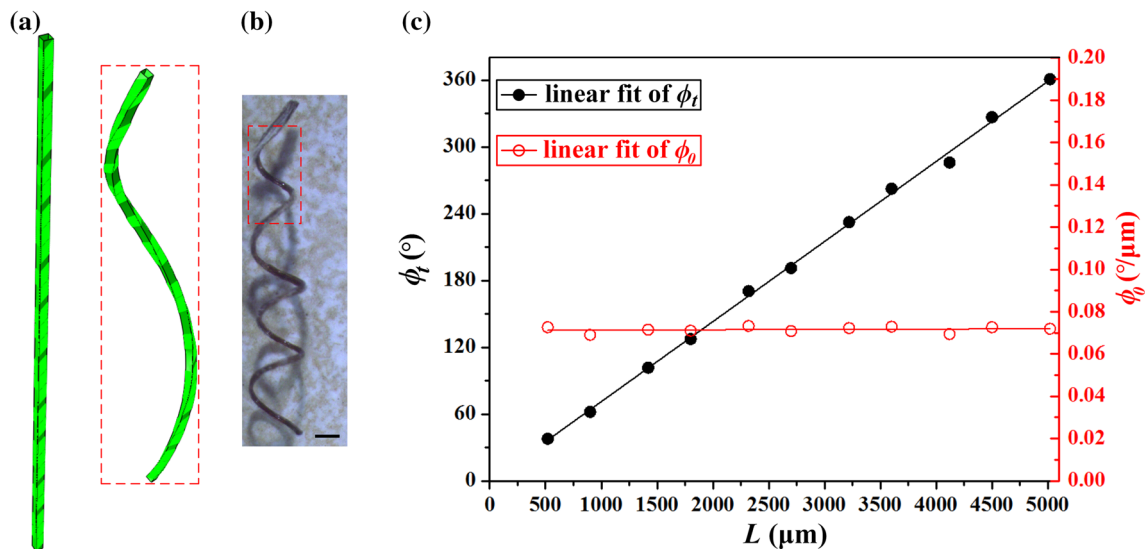 (a)
(b)
(c)
linear fit of ϕt
linear fit of ϕ0
360
300
240
180
120
60
0
ϕt (°)
0.20
0.19
0.18
0.16
0.14
0.12
0.10
0.08
0.06
0.04
0.02
0.00
ϕ0 (°/μm)
0 500 1000 1500 2000 2500 3000 3500 4000 4500 5000
L (μm)